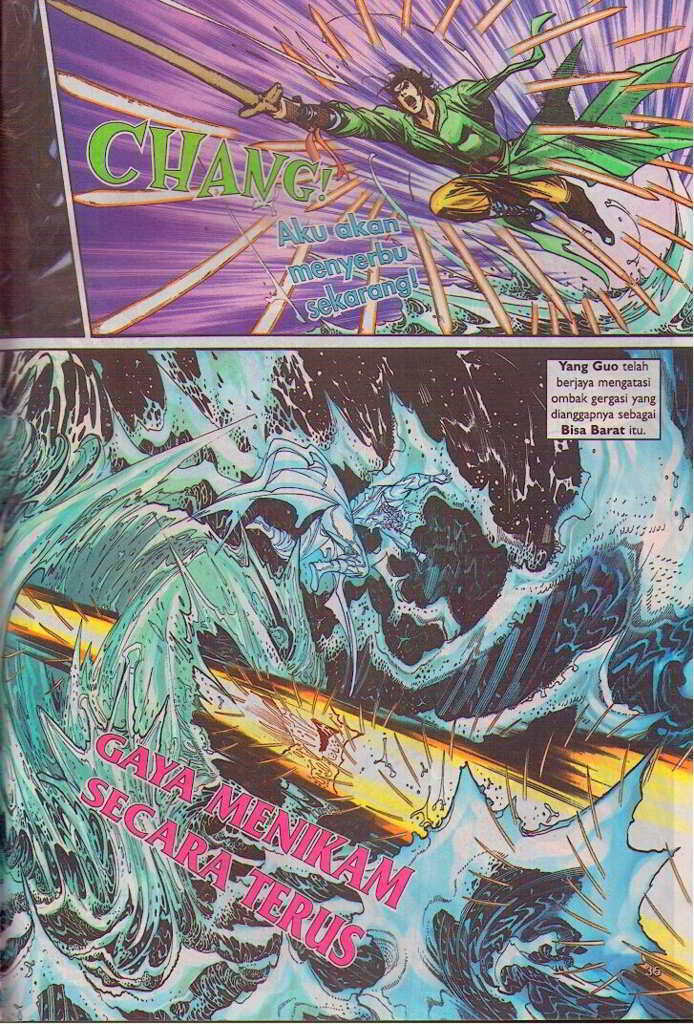 CHANG!
Aku akan
menyerbu
sekarang!
Yang Guo telah
berjaya mengatasi
ombak gergasi yang
dianggapnya sebagai
Bisa Barat itu.
GAYA MENIKAM
SECARA TERUS
36